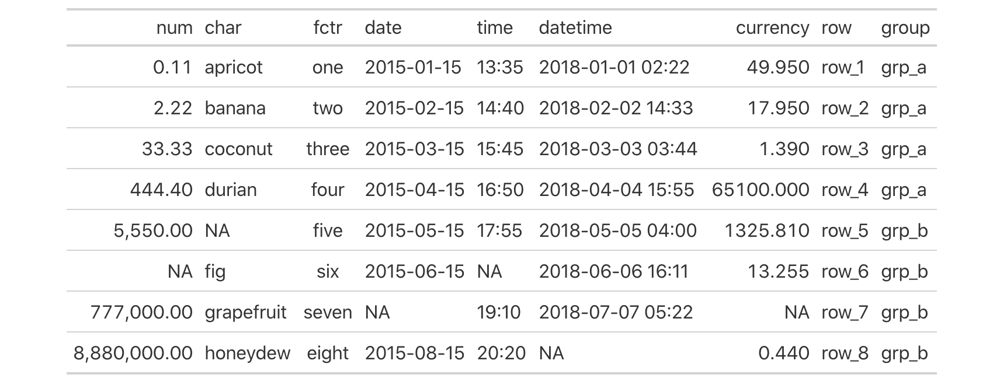 num char fctr date time datetime currency row group
0.11 apricot one 2015-01-15 13:35 2018-01-01 02:22 49.950 row_1 grp_a
2.22 banana two 2015-02-15 14:40 2018-02-02 14:33 17.950 row_2 grp_a
33.33 coconut three 2015-03-15 15:45 2018-03-03 03:44 1.390 row_3 grp_a
444.40 durian four 2015-04-15 16:50 2018-04-04 15:55 65100.000 row_4 grp_a
5,550.00 NA five 2015-05-15 17:55 2018-05-05 04:00 1325.810 row_5 grp_b
NA fig six 2015-06-15 NA 2018-06-06 16:11 13.255 row_6 grp_b
777,000.00 grapefruit seven NA 19:10 2018-07-07 05:22 NA row_7 grp_b
8,880,000.00 honeydew eight 2015-08-15 20:20 NA 0.440 row_8 grp_b